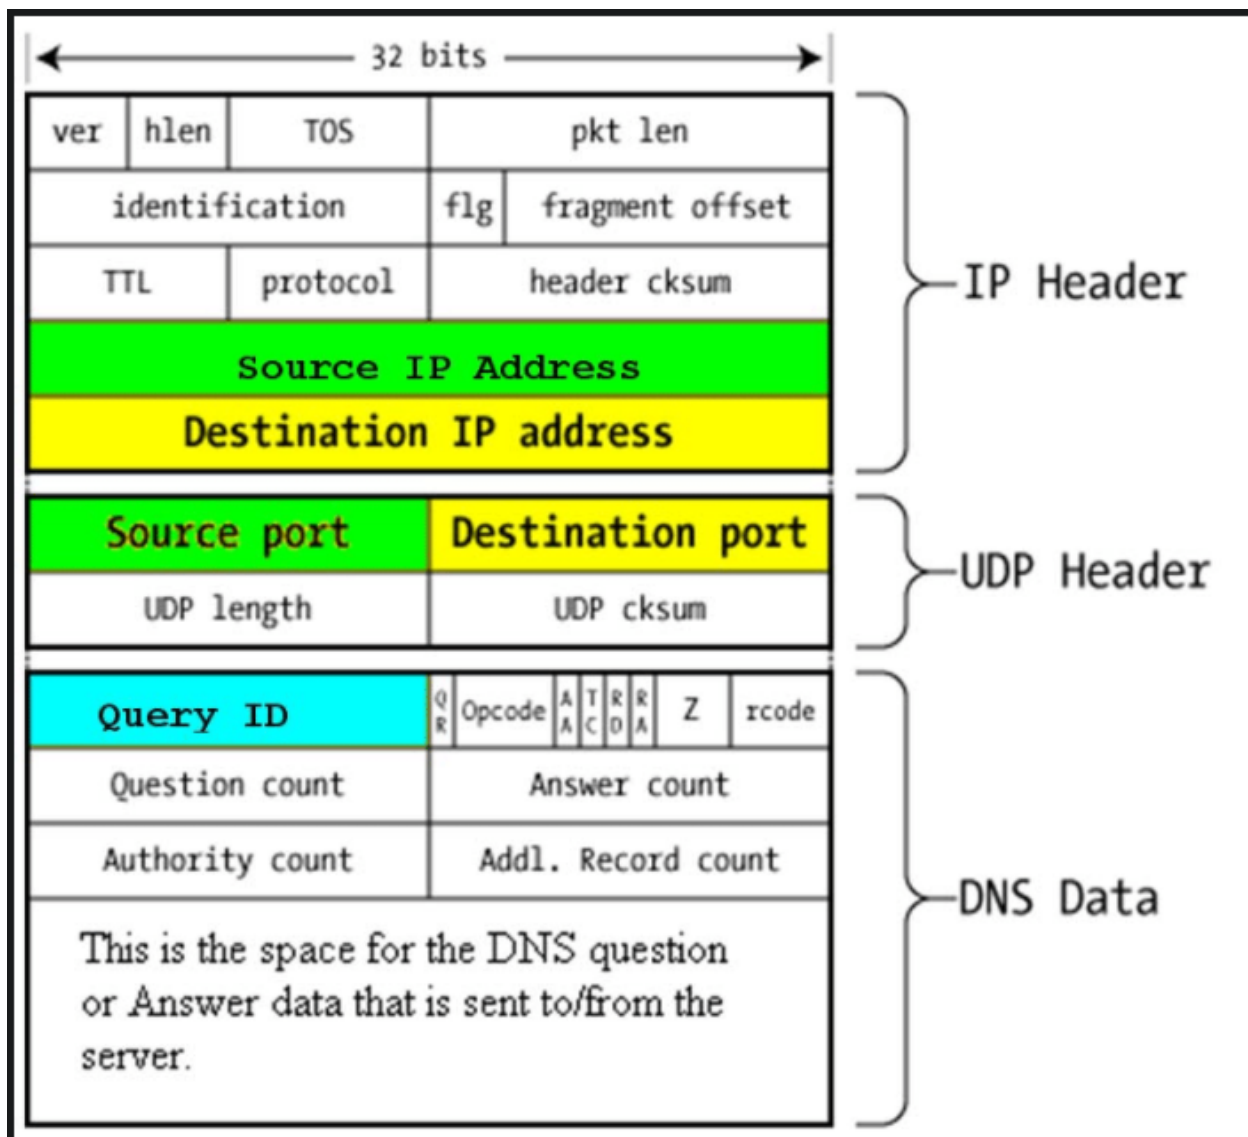 32 bits
ver hlen TOS pkt len
identification flg fragment offset
TTL protocol header cksum
IP Header
Source IP Address
Destination IP address
Source port Destination port
UDP Header
UDP length UDP cksum
Query ID QR Opcode AA TC RD RA Z rcode
Question count Answer count
Authority count Addl. Record count
DNS Data
This is the space for the DNS question
or Answer data that is sent to/from the
server.